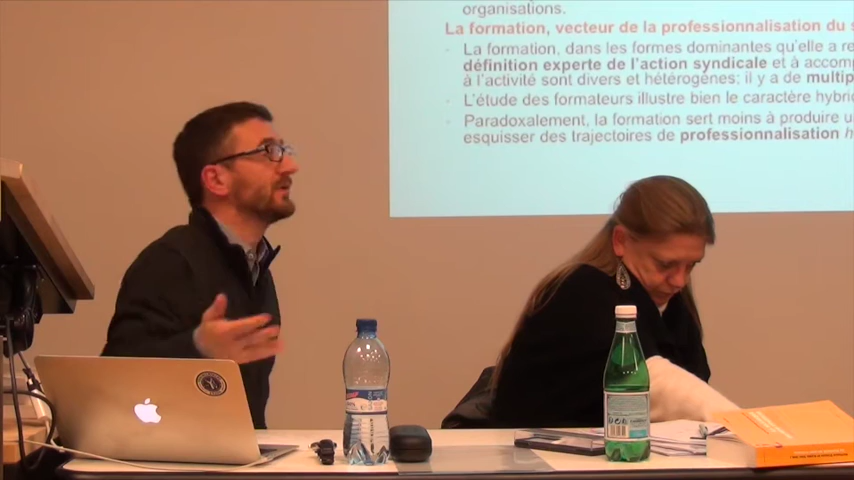 organisations.
La formation, vecteur de la professionnalisation du s
- La formation, dans les formes dominantes qu'elle a re
définition experte de l'action syndicale et à accomp
à l'activité sont divers et hétérogènes: il y a de multip
- L'étude des formateurs illustre bien le caractère hybri
- Paradoxalement, la formation sert moins à produire u
esquisser des trajectoires de professionnalisation h